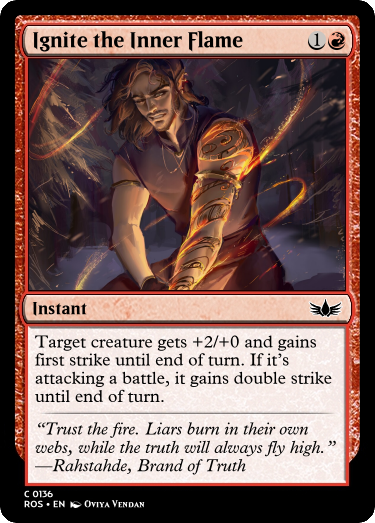 Ignite the Inner Flame 1
Instant
Target creature gets +2/+0 and gains
first strike until end of turn. If it's
attacking a battle, it gains double strike
until end of turn.
“Trust the fire. Liars burn in their own
webs, while the truth will always fly high.”
—Rahstahde, Brand of Truth
C 0136
ROS • EN Oviya Vendan